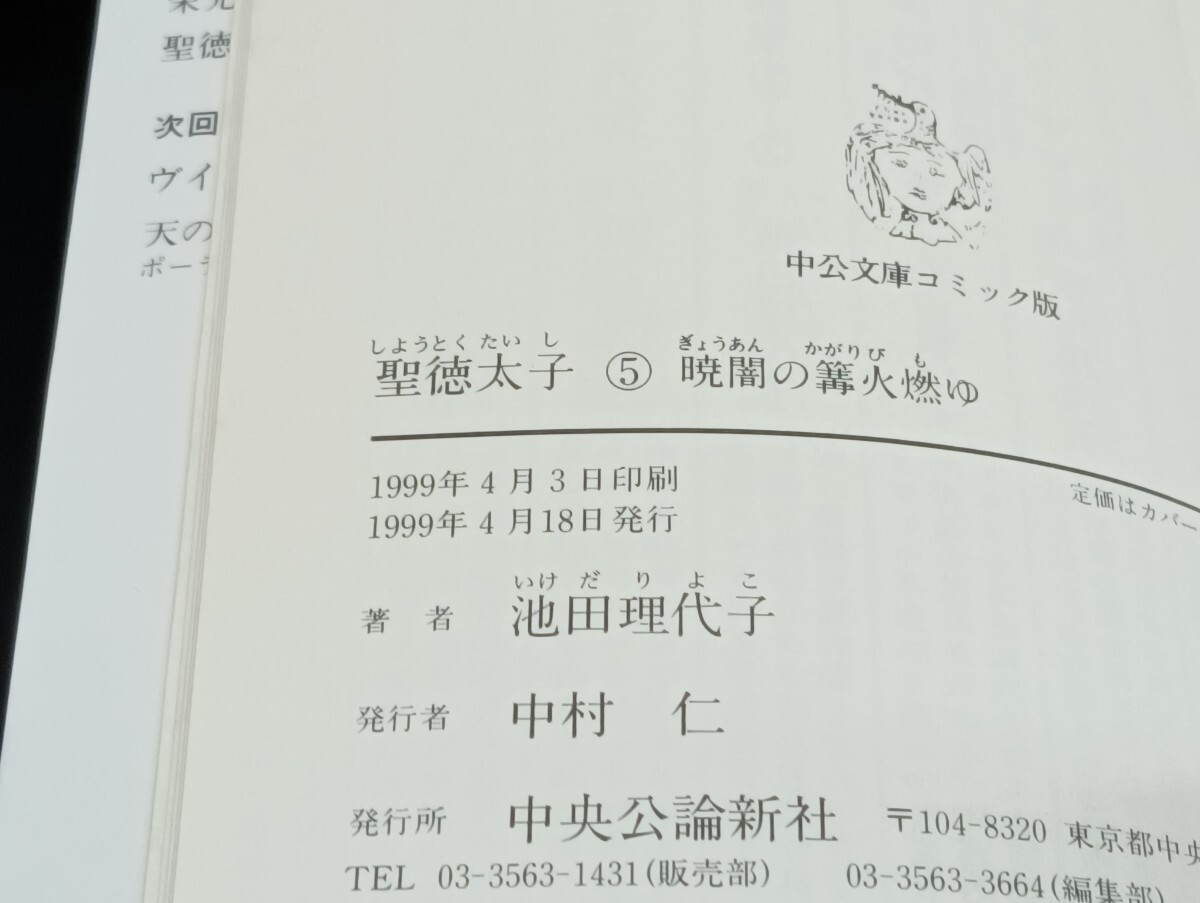 聖徳
次回
ヴイ
天の
ポー
中公文庫コミック版
しようとくたいし ぎょうあん かがりび も
聖徳太子 ⑤ 暁闇の篝火燃ゆ
1999年4月3日印刷
1999年4月18日発行
定価はカバー
いけだりよこ
著者 池田理代子
発行者 中村 仁
発行所 中央公論新社 〒104-8320 東京都中央
TEL 03-3563-1431(販売部) 03-3563-3664(編集部)